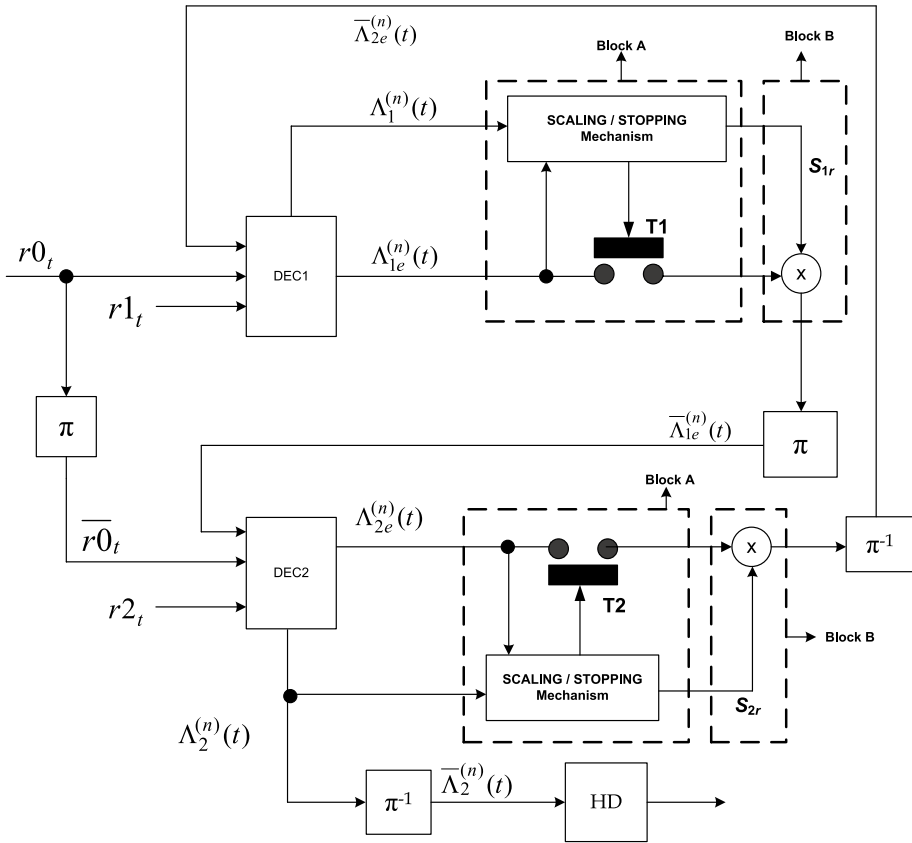 Λ̅₂ₑ⁽ⁿ⁾(t)
Block A
Block B
Λ₁⁽ⁿ⁾(t)
SCALING / STOPPING
Mechanism
S₁ᵣ
T1
r0ₜ
DEC1
Λ₁ₑ⁽ⁿ⁾(t)
X
r1ₜ
π
Λ̅₁ₑ⁽ⁿ⁾(t)
π
Block A
Λ₂ₑ⁽ⁿ⁾(t)
r̅0̅ₜ
DEC2
X
π⁻¹
T2
r2ₜ
Block B
SCALING / STOPPING
Mechanism
S₂ᵣ
Λ₂⁽ⁿ⁾(t)
Λ̅₂⁽ⁿ⁾(t)
π⁻¹
HD